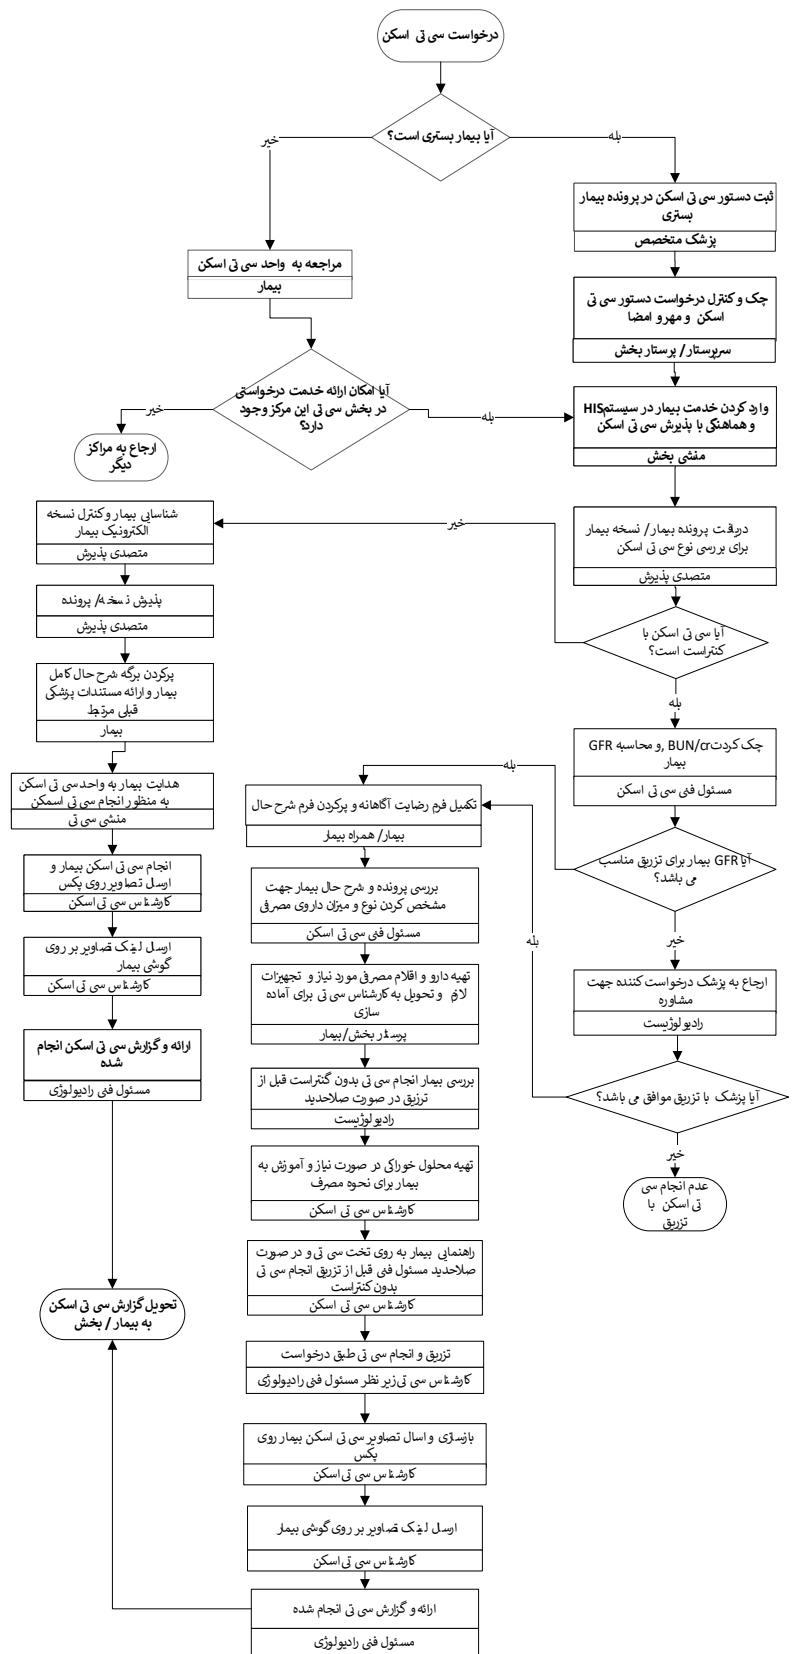 درخواست سی تی اسکن
آیا بیمار بستری است؟
خیر
بله
ثبت دستور سی تی اسکن در پرونده بیمار
بستری
پزشک متخصص
مراجعه به واحد سی تی اسکن
بیمار
چک و کنترل درخواست دستور سی تی
اسکن و مهر و امضا
سرپرستار / پرستار بخش
آیا امکان ارائه خدمت درخواستی
در بخش سی تی این مرکز وجود
دارد؟
خیر
بله
ارجاع به مراکز
دیگر
وارد کردن خدمت بیمار در سیستم HIS
و هماهنگی با پذیرش سی تی اسکن
منشی بخش
دریافت پرونده بیمار / نسخه بیمار
برای بررسی نوع سی تی اسکن
متصدی پذیرش
آیا سی تی اسکن با
کنتراست است؟
خیر
بله
شناسایی بیمار و کنترل نسخه
الکترونیک بیمار
متصدی پذیرش
پذیرش نسخه/ پرونده
متصدی پذیرش
پرکردن برگه شرح حال کامل
بیمار و ارائه مستندات پزشکی
قبلی مرتبط
بیمار
هدایت بیمار به واحد سی تی اسکن
به منظور انجام سی تی اسمکن
منشی سی تی
انجام سی تی اسکن بیمار و
ارسل تصاویر روی پکس
کارشناس سی تی اسکن
ارسل لینک تصاویر بر روی
گوشی بیمار
کارشناس سی تی اسکن
ارائه و گزارش سی تی اسکن انجام
شده
مسئول فنی رادیولوژی
چک کردت BUN/cr, و محاسبه GFR
بیمار
مسئول فنی سی تی اسکن
آیا GFR بیمار برای تزریق مناسب
می باشد؟
بله
خیر
ارجاع به پزشک درخواست کننده جهت
مشاوره
رادیولوژیست
آیا پزشک با تزریق موافق می باشد؟
بله
خیر
عدم انجام سی
تی اسکن با
تزریق
تکمیل فرم رضایت آگاهانه و پرکردن فرم شرح حال
بیمار/ همراه بیمار
بررسی پرونده و شرح حال بیمار جهت
مشخص کردن نوع و میزان داروی مصرفی
مسئول فنی سی تی اسکن
تهیه دارو و اقلام مصرفی مورد نیاز و تجهیزات
لازم و تحویل به کارشناس سی تی برای آماده
سازی
پرستار بخش/بیمار
بررسی بیمار انجام سی تی بدون گنتراست قبل از
ترزیق در صورت صلاحدید
رادیولوژیست
تهیه محلول خوراکی در صورت نیاز و آموزش به
بیمار برای نحوه مصرف
کارشناس سی تی اسکن
راهنمایی بیمار به روی تخت سی تی و در صورت
صلاحدید مسئول فنی قبل از تزریق انجام سی تی
بدون کنتراست
کارشناس سی تی اسکن
تزریق و انجام سی تی طبق درخواست
کارشناس سی تی زیر نظر مسئول فنی رادیولوژی
بازسازی و اسال تصاویر سی تی اسکن بیمار روی
پکس
کارشناس سی تی اسکن
ارسل لینک تصاویر بر روی گوشی بیمار
کارشناس سی تی اسکن
ارائه و گزارش سی تی انجام شده
مسئول فنی رادیولوژی
تحویل گزارش سی تی اسکن
به بیمار / بخش